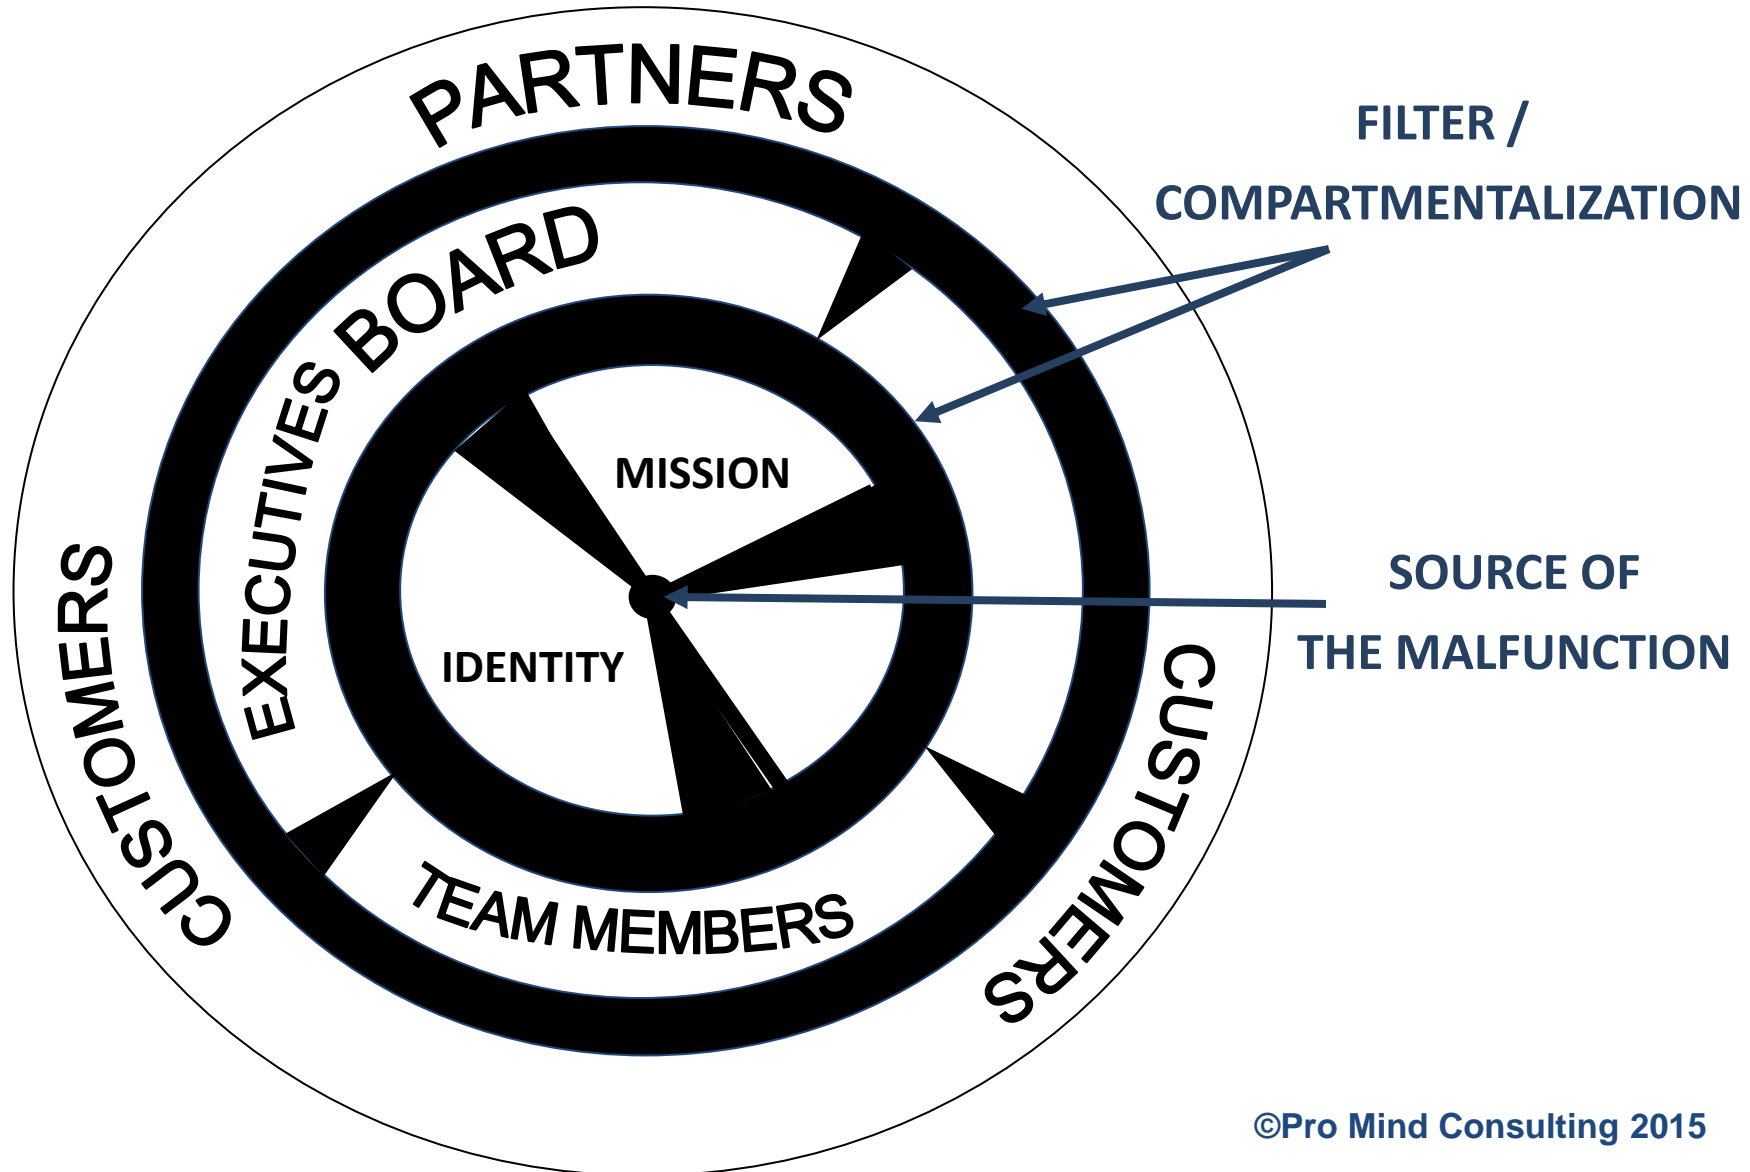 PARTNERS
FILTER /
COMPARTMENTALIZATION
EXECUTIVES BOARD
MISSION
CUSTOMERS
SOURCE OF
THE MALFUNCTION
IDENTITY
CUSTOMERS
TEAM MEMBERS
©Pro Mind Consulting 2015